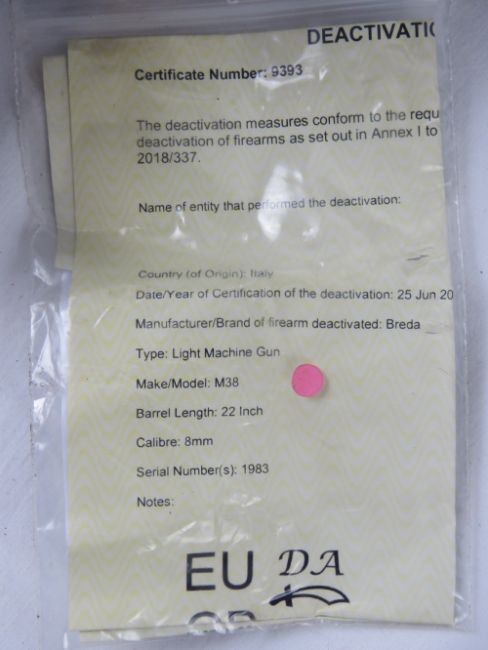 DEACTIVATI
Certificate Number: 9393
The deactivation measures conform to the requ
deactivation of firearms as set out in Annex I to
2018/337.
Name of entity that performed the deactivation:
Country (of Origin): Italy
Date/Year of Certification of the deactivation: 25 Jun 20
Manufacturer/Brand of firearm deactivated: Breda
Type: Light Machine Gun
Make/Model: M38
Barrel Length: 22 Inch
Calibre: 8mm
Serial Number(s): 1983
Notes:
EU DA